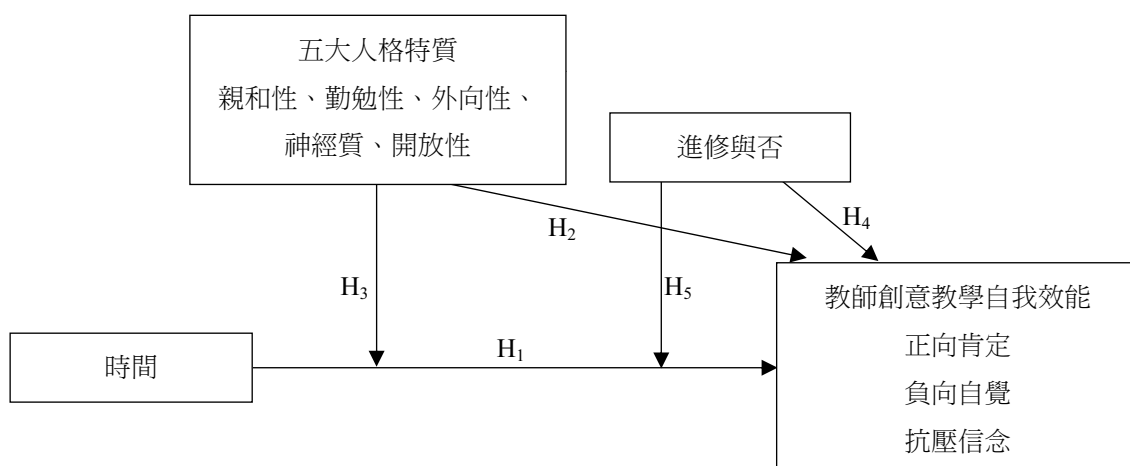 五大人格特質
親和性、勤勉性、外向性、
神經質、開放性
進修與否
H₂
H₄
H₃
H₅
教師創意教學自我效能
正向肯定
負向自覺
抗壓信念
時間
H₁